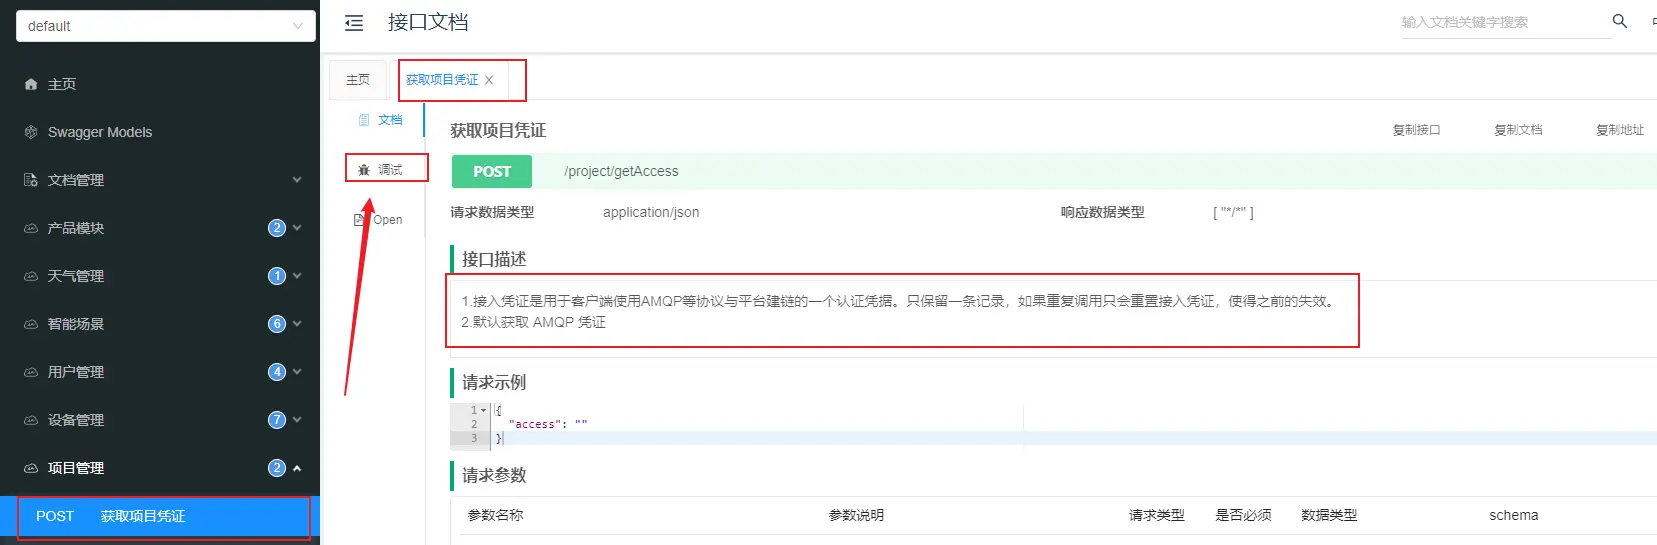 default
主页
Swagger Models
文档管理
产品模块 2
天气管理 1
智能场景 6
用户管理 4
设备管理 7
项目管理 2
POST 获取项目凭证
接口文档
输入文档关键字搜索
主页
获取项目凭证 ×
文档
调试
Open
获取项目凭证
复制接口 复制文档 复制地址
POST /project/getAccess
请求数据类型 application/json 响应数据类型 [ "*/*" ]
接口描述
1.接入凭证是用于客户端使用AMQP等协议与平台建链的一个认证凭据。只保留一条记录，如果重复调用只会重置接入凭证，使得之前的失效。
2.默认获取 AMQP 凭证
请求示例
1 {
2 "access": ""
3 }
请求参数
参数名称 参数说明 请求类型 是否必须 数据类型 schema